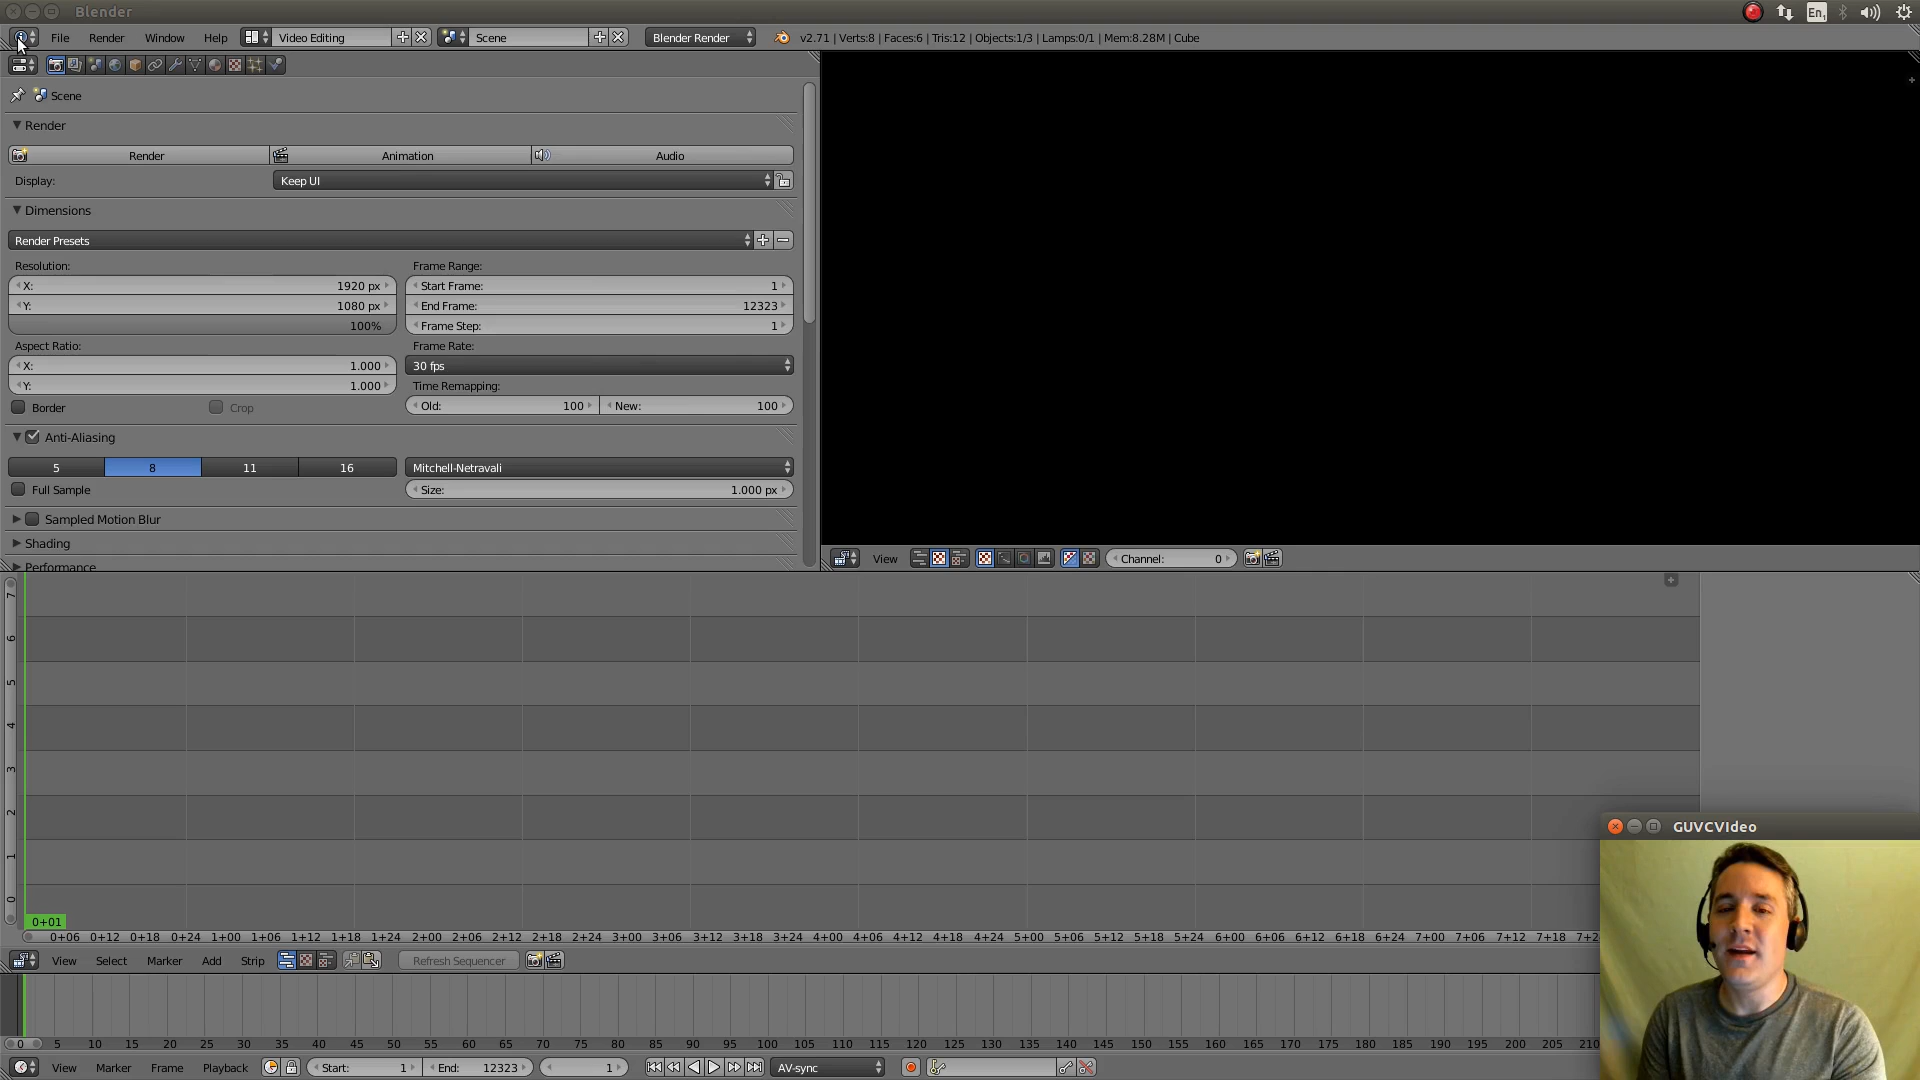 Blender
En1
File Render Window Help Video Editing Scene Blender Render v2.71 | Verts:8 | Faces:6 | Tris:12 | Objects:1/3 | Lamps:0/1 | Mem:8.28M | Cube
Scene
Render
Render Animation Audio
Display: Keep UI
Dimensions
Render Presets
Resolution: Frame Range:
X: 1920 px Start Frame: 1
Y: 1080 px End Frame: 12323
100% Frame Step: 1
Aspect Ratio: Frame Rate:
X: 1.000 30 fps
Y: 1.000 Time Remapping:
Border Crop Old: 100 New: 100
Anti-Aliasing
5 8 11 16 Mitchell-Netravali
Full Sample Size: 1.000 px
Sampled Motion Blur
Shading
Performance
View Channel: 0
7
6
5
4
3
2
1
0
GUVCVIdeo
0+01
0+06 0+12 0+18 0+24 1+00 1+06 1+12 1+18 1+24 2+00 2+06 2+12 2+18 2+24 3+00 3+06 3+12 3+18 3+24 4+00 4+06 4+12 4+18 4+24 5+00 5+06 5+12 5+18 5+24 6+00 6+06 6+12 6+18 6+24 7+00 7+06 7+12 7+18 7+2
View Select Marker Add Strip Refresh Sequencer
0 5 10 15 20 25 30 35 40 45 50 55 60 65 70 75 80 85 90 95 100 105 110 115 120 125 130 135 140 145 150 155 160 165 170 175 180 185 190 195 200 205 210
View Marker Frame Playback Start: 1 End: 12323 1 AV-sync